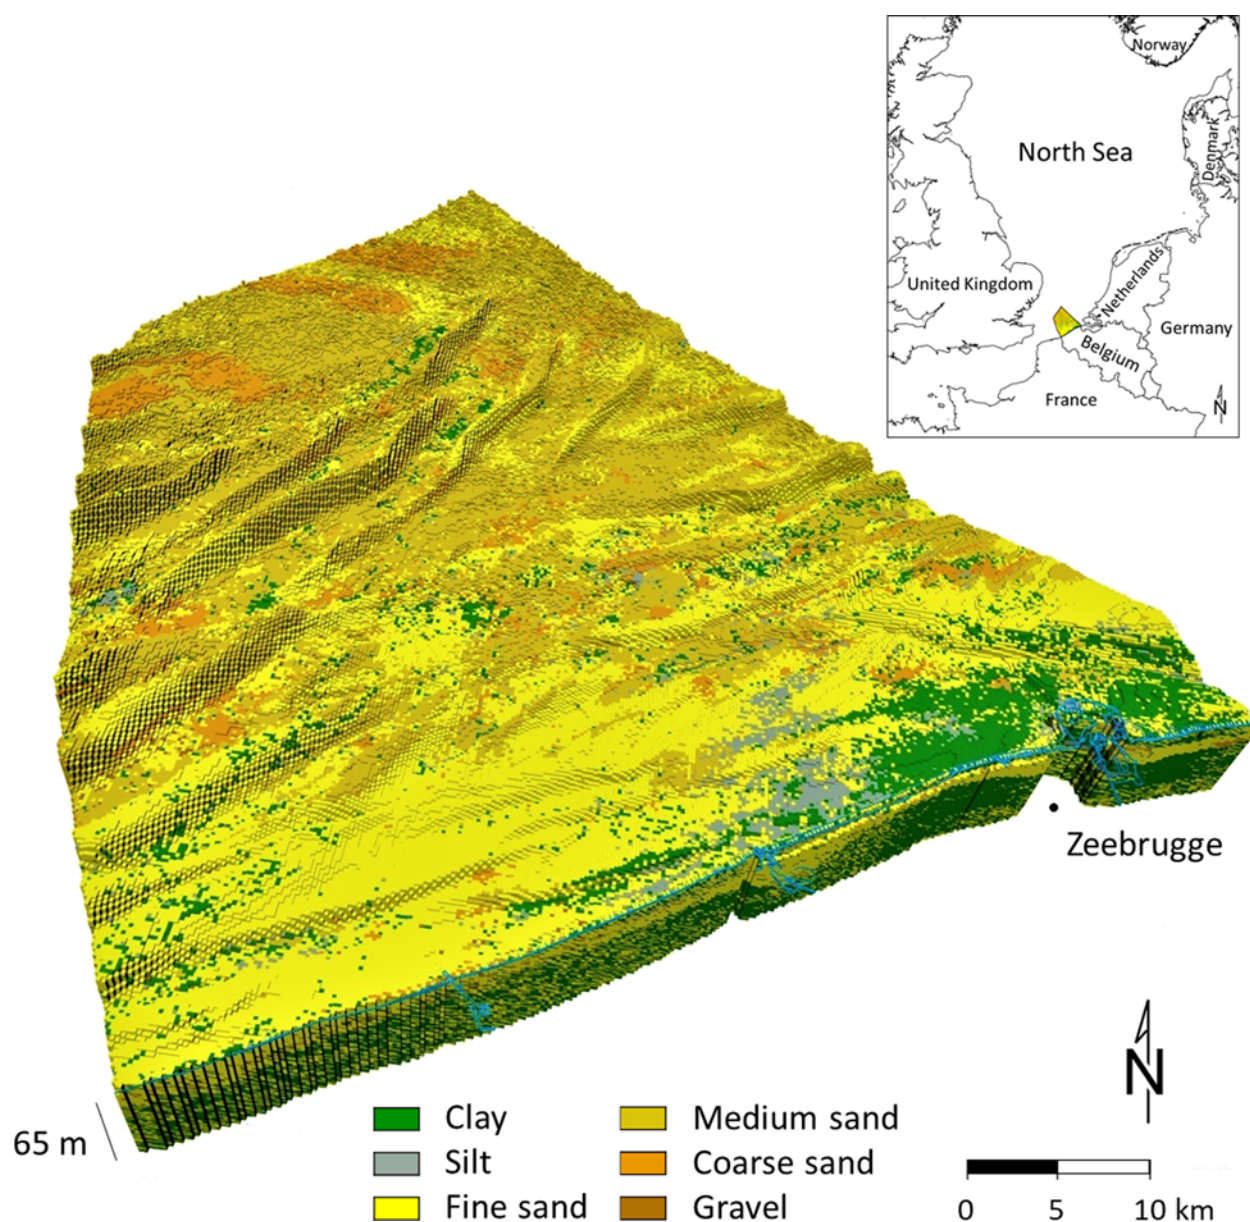 Norway
North Sea
Denmark
United Kingdom
Netherlands
Germany
Belgium
France
N
Zeebrugge
N
65 m
Clay
Medium sand
Silt
Coarse sand
Fine sand
Gravel
0 5 10 km